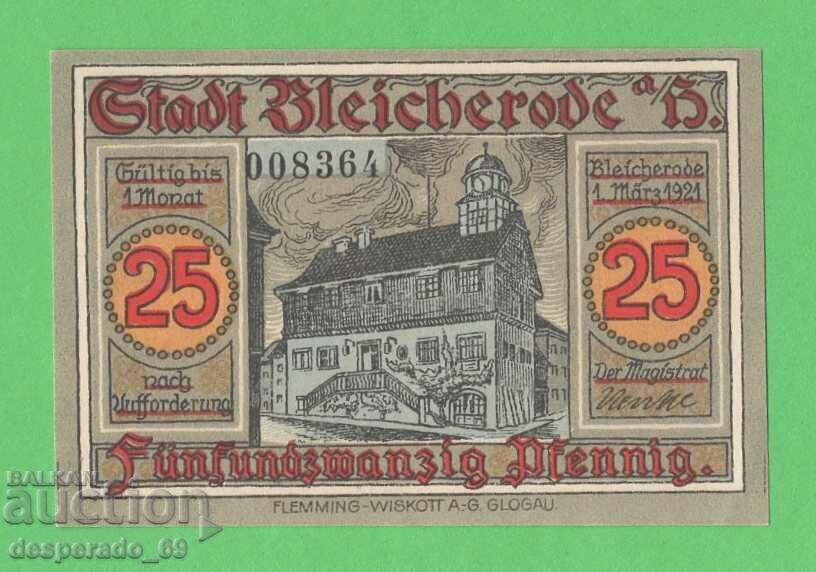 Stadt Bleicherode a/H.
Gültig bis
1 Monat
25
nach
Aufforderung
008364
Bleicherode
1. März 1921
25
Der Magistrat
Fünfundzwanzig Pfennig.
FLEMMING-WISKOTT A.-G. GLOGAU.
BALKAN
auction
desperado_69